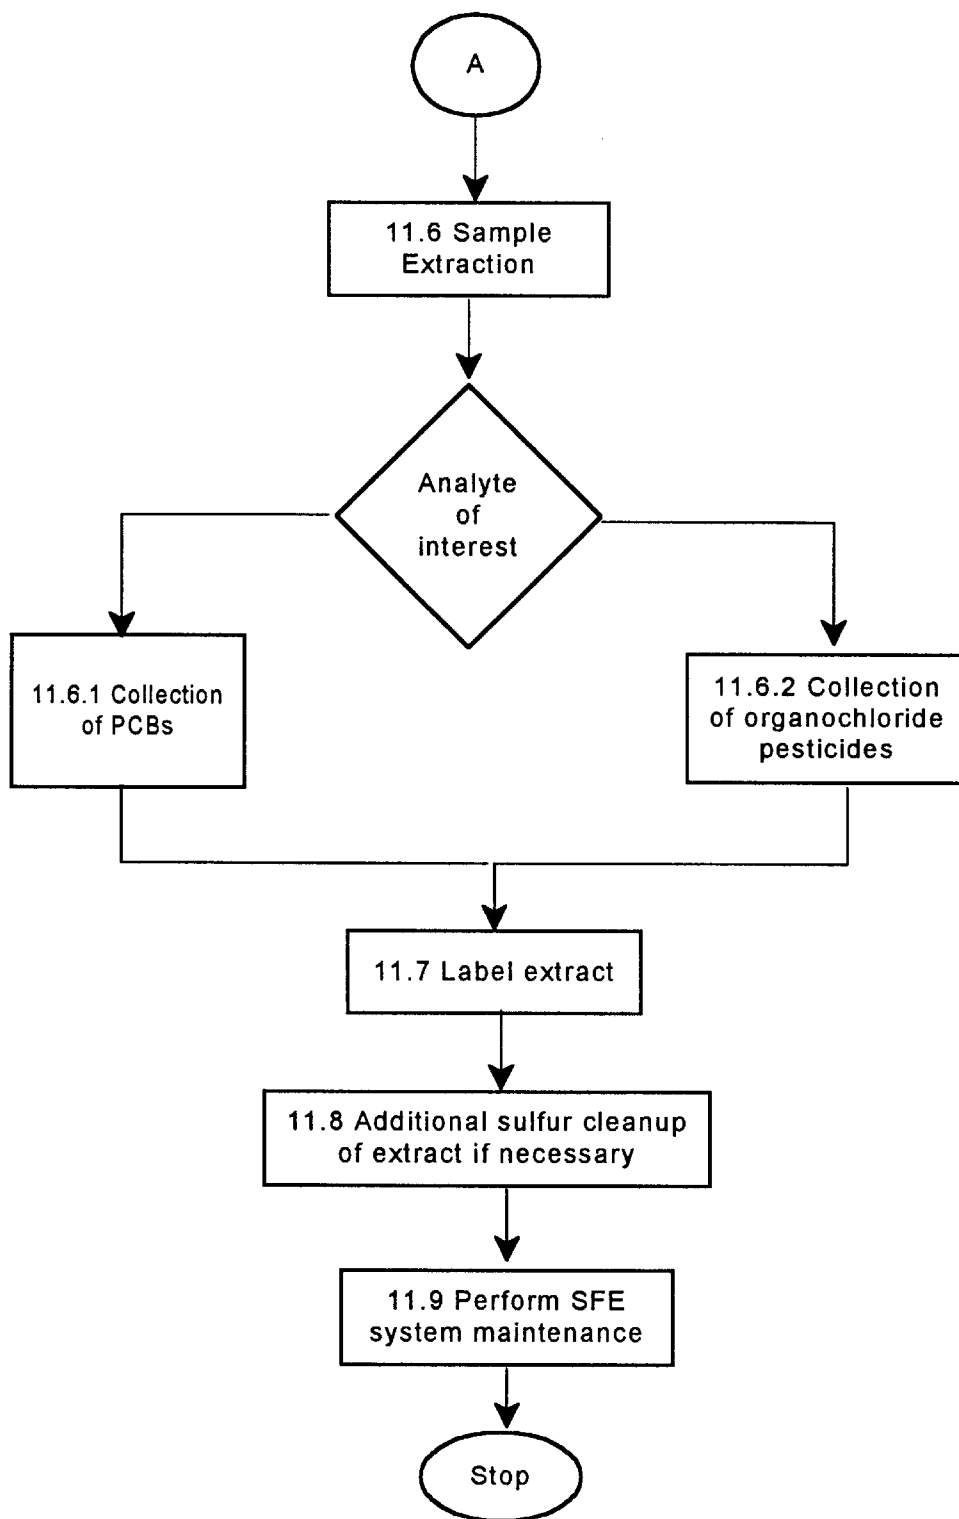 A
11.6 Sample
Extraction
Analyte
of
interest
11.6.1 Collection
of PCBs
11.6.2 Collection
of organochloride
pesticides
11.7 Label extract
11.8 Additional sulfur cleanup
of extract if necessary
11.9 Perform SFE
system maintenance
Stop